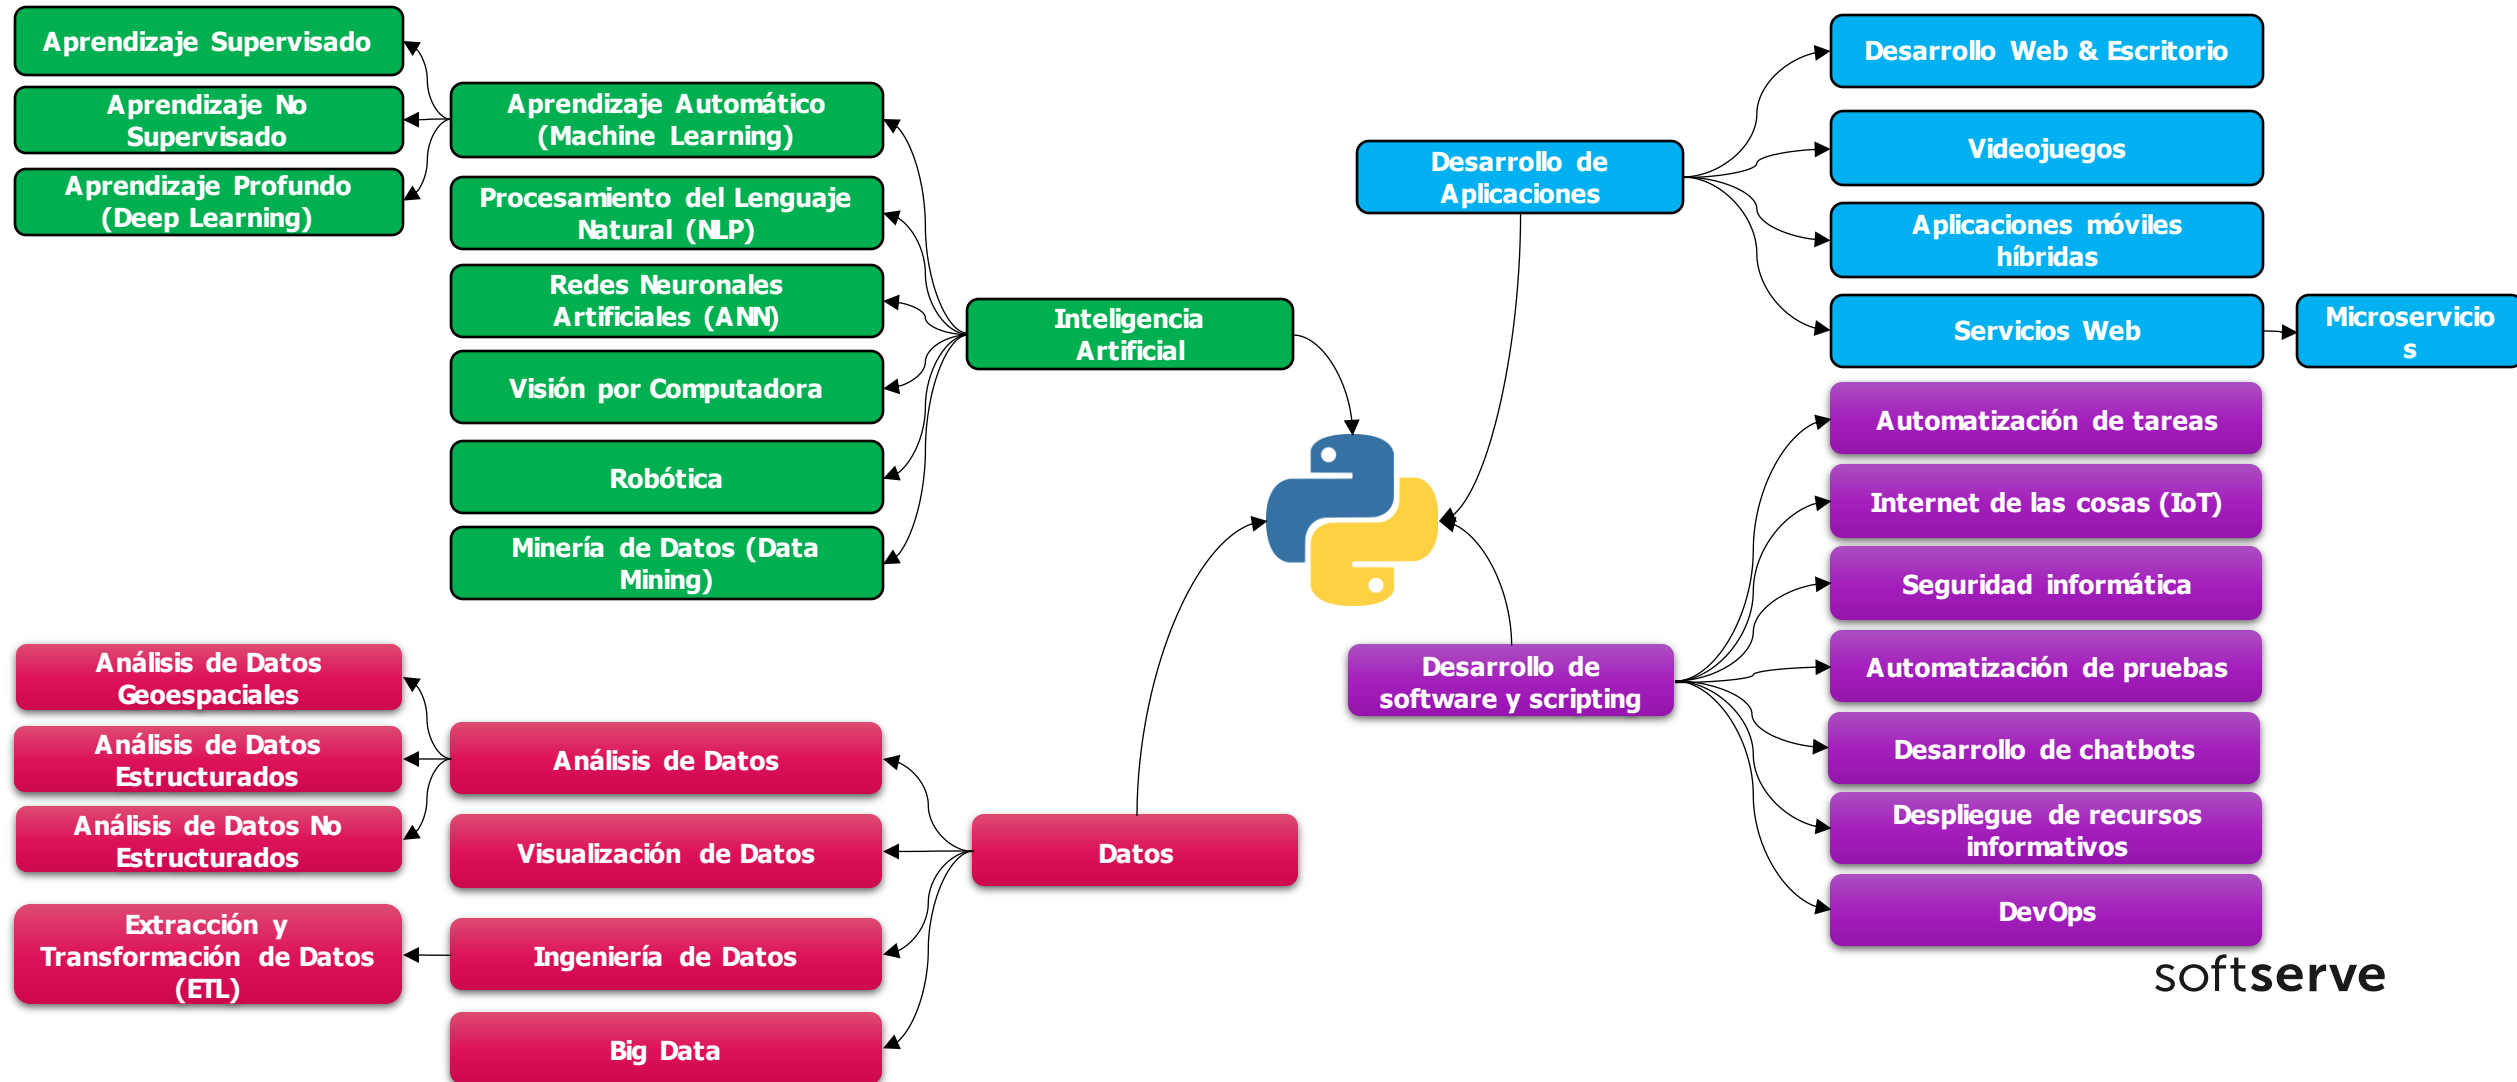 Aprendizaje Supervisado
Aprendizaje No
Supervisado
Aprendizaje Profundo
(Deep Learning)
Aprendizaje Automático
(Machine Learning)
Procesamiento del Lenguaje
Natural (NLP)
Redes Neuronales
Artificiales (ANN)
Visión por Computadora
Robótica
Minería de Datos (Data
Mining)
Inteligencia
Artificial
Desarrollo de
Aplicaciones
Desarrollo Web & Escritorio
Videojuegos
Aplicaciones móviles
híbridas
Servicios Web
Microservicio
s
Automatización de tareas
Internet de las cosas (IoT)
Seguridad informática
Automatización de pruebas
Desarrollo de chatbots
Despliegue de recursos
informativos
DevOps
Desarrollo de
software y scripting
Análisis de Datos
Geoespaciales
Análisis de Datos
Estructurados
Análisis de Datos No
Estructurados
Extracción y
Transformación de Datos
(ETL)
Análisis de Datos
Visualización de Datos
Ingeniería de Datos
Big Data
Datos
softserve